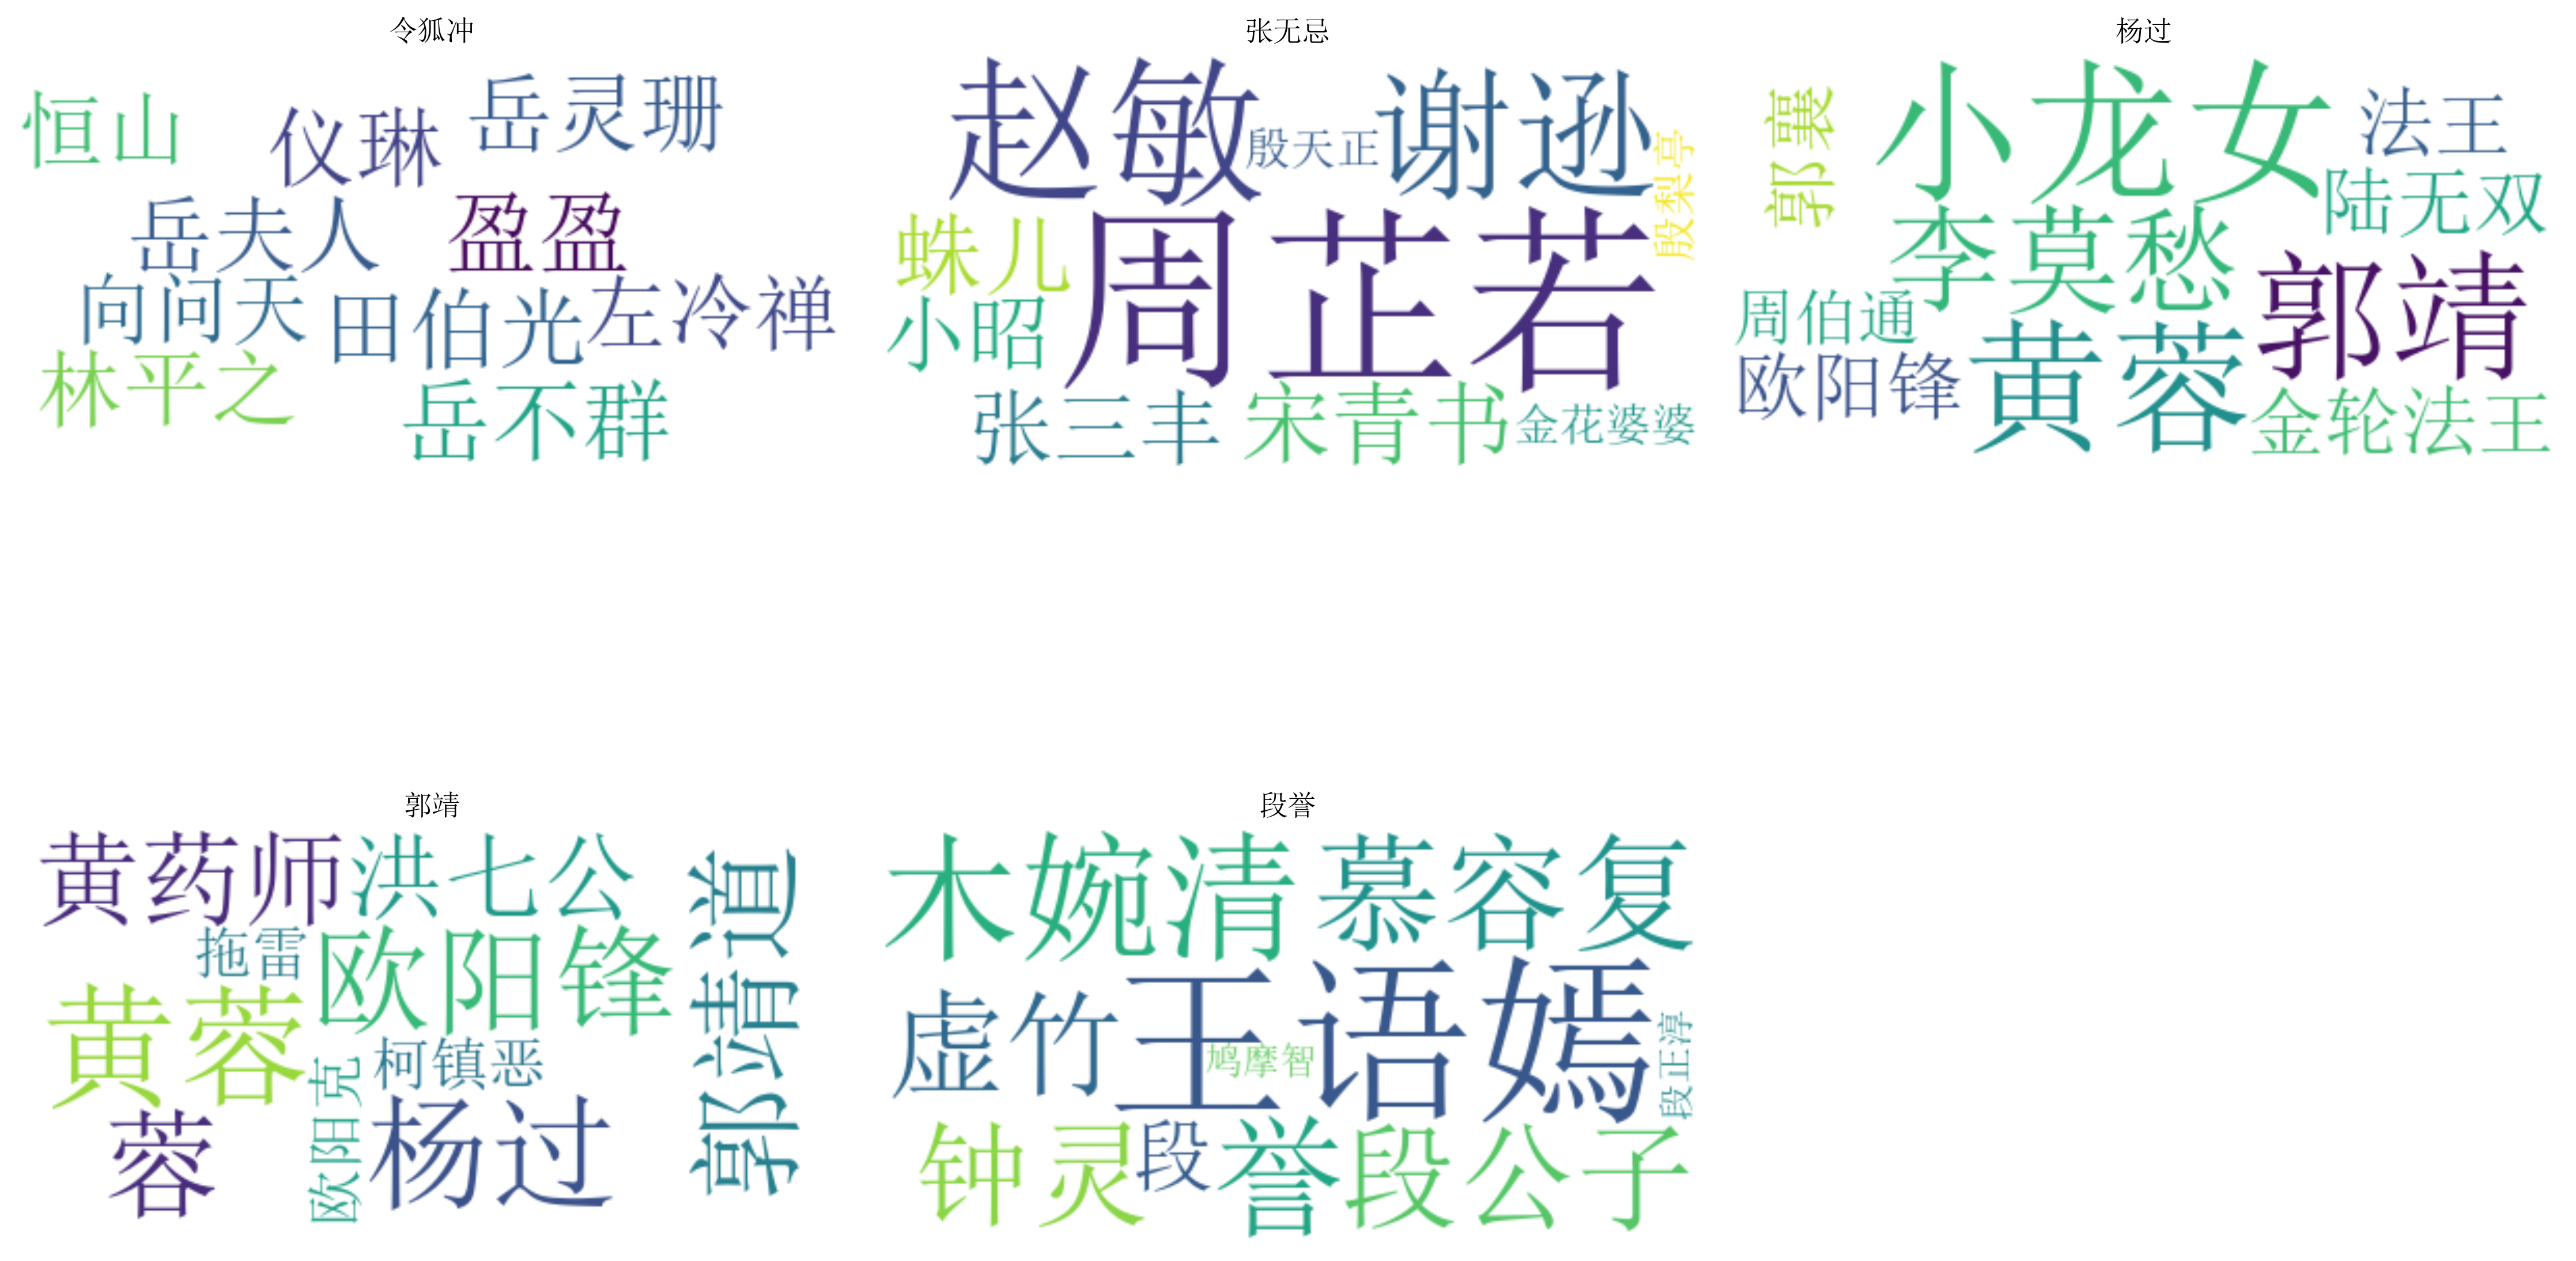 令狐冲
恒山
仪琳
岳灵珊
岳夫人
盈盈
向问天
田伯光
左冷禅
林平之
岳不群
张无忌
赵敏
殷天正
谢逊
殷梨亭
蛛儿
周芷若
小昭
张三丰
宋青书
金花婆婆
杨过
郭襄
小龙女
法王
陆无双
李莫愁
郭靖
周伯通
欧阳锋
黄蓉
金轮法王
郭靖
黄药师
洪七公
郭靖道
拖雷
欧阳锋
黄蓉
柯镇恶
欧阳克
蓉
杨过
段誉
木婉清
慕容复
虚竹
王语嫣
鸠摩智
段正淳
钟灵
段
誉
段公子